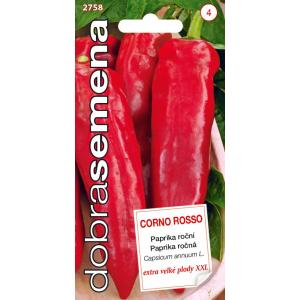 2758
4
dobrasemena
CORNO ROSSO
Paprika roční
Paprika ročná
Capsicum annuum L.
extra velké plody XXL